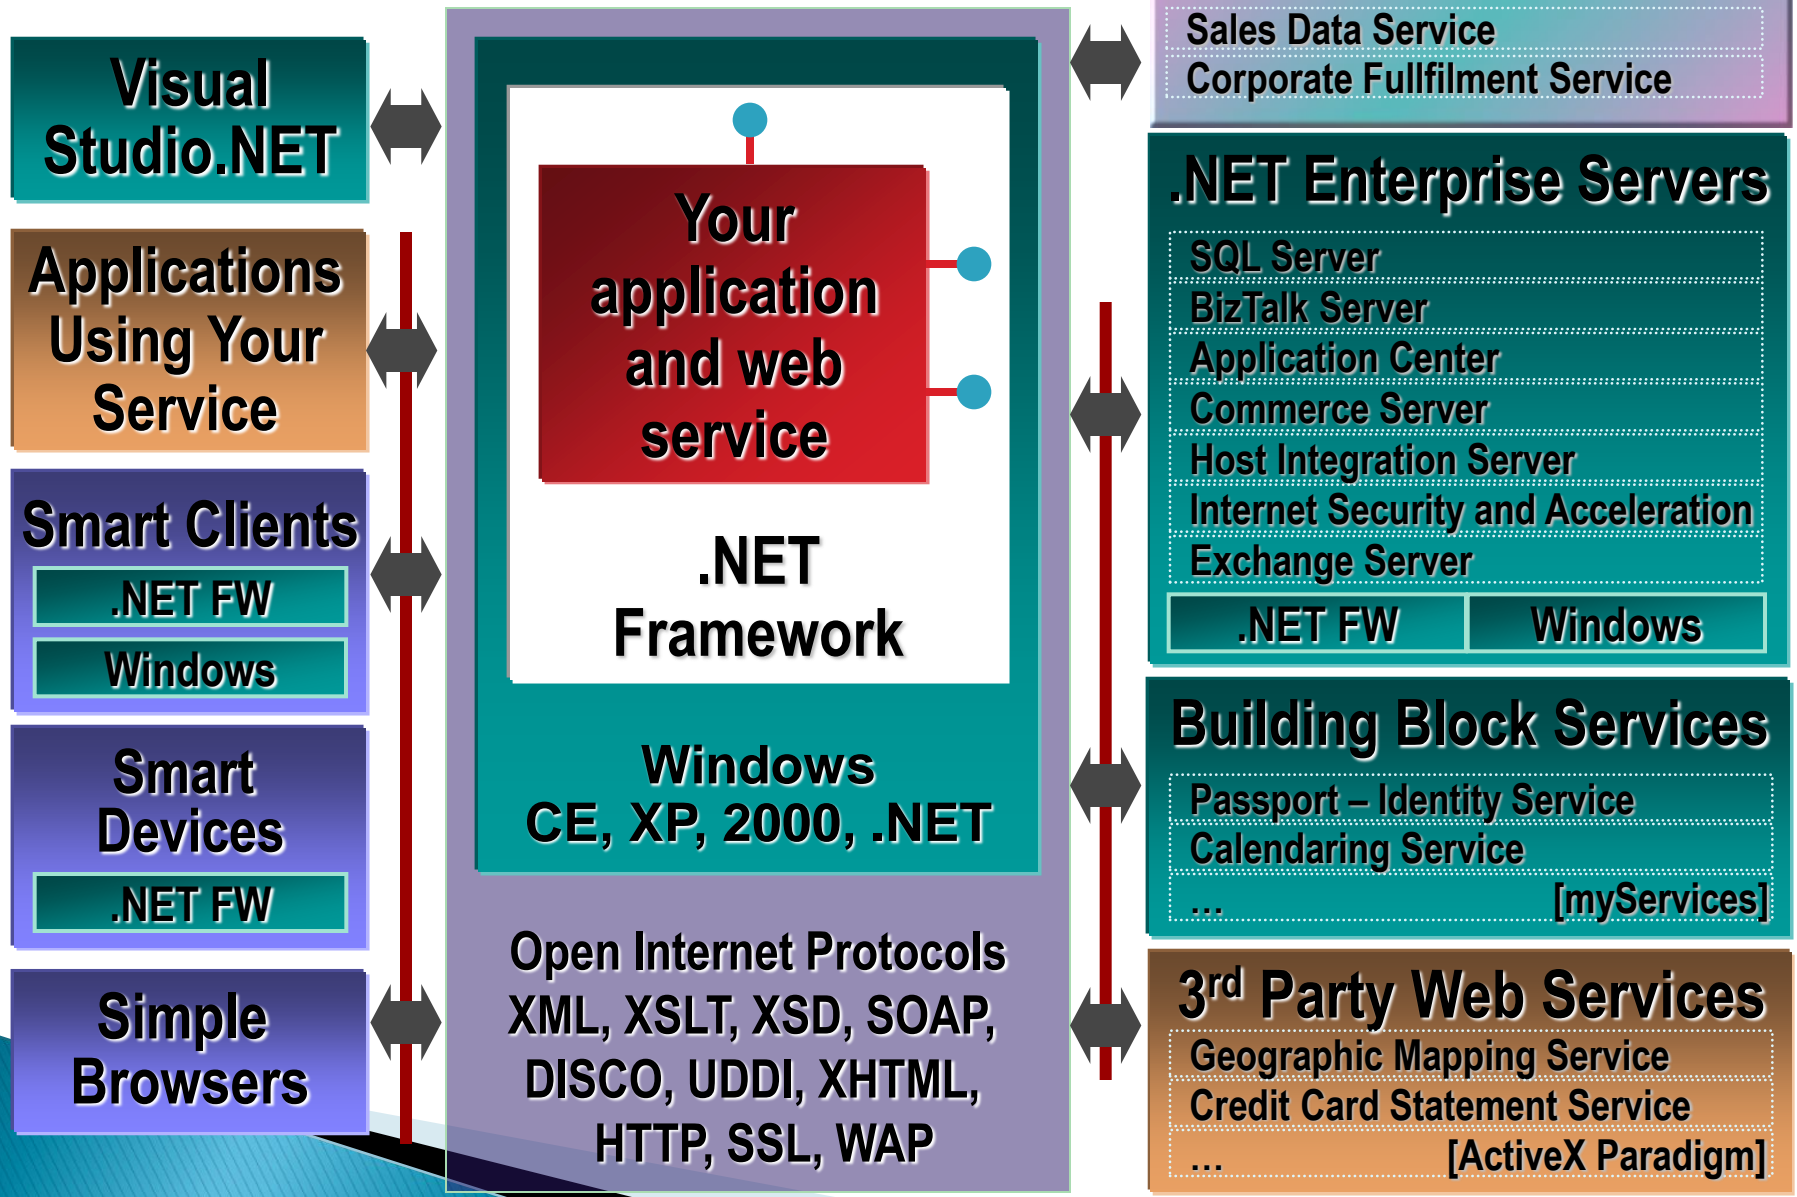 Visual
Studio.NET
Applications
Using Your
Service
Smart Clients
.NET FW
Windows
Smart
Devices
.NET FW
Simple
Browsers
Your
application
and web
service
.NET
Framework
Windows
CE, XP, 2000, .NET
Open Internet Protocols
XML, XSLT, XSD, SOAP,
DISCO, UDDI, XHTML,
HTTP, SSL, WAP
Sales Data Service
Corporate Fullfilment Service
.NET Enterprise Servers
SQL Server
BizTalk Server
Application Center
Commerce Server
Host Integration Server
Internet Security and Acceleration
Exchange Server
.NET FW Windows
Building Block Services
Passport – Identity Service
Calendaring Service
… [myServices]
3rd Party Web Services
Geographic Mapping Service
Credit Card Statement Service
… [ActiveX Paradigm]